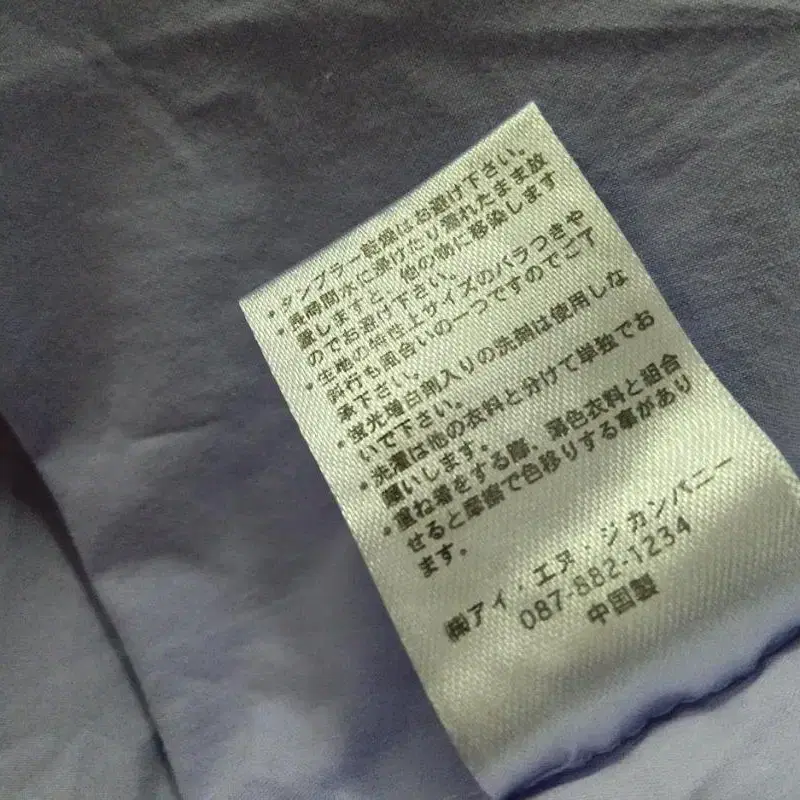 ・タンブラー乾燥はお避け下さい。
・長時間水に漬けたり濡れたまま放
置しますと、他の物に移染します
のでお避け下さい。
・生地の特性上サイズのバラつきや
斜行も風合いの一つですのでご了
承下さい。
・蛍光増白剤入りの洗剤は使用しな
いで下さい。
・洗濯は他の衣料と分けて単独でお
願いします。
・重ね着をする際、淡色衣料と組合
せると摩擦で色移りする事があり
ます。
㈱アイ・エヌ・ジカンパニー
087-882-1234
中国製